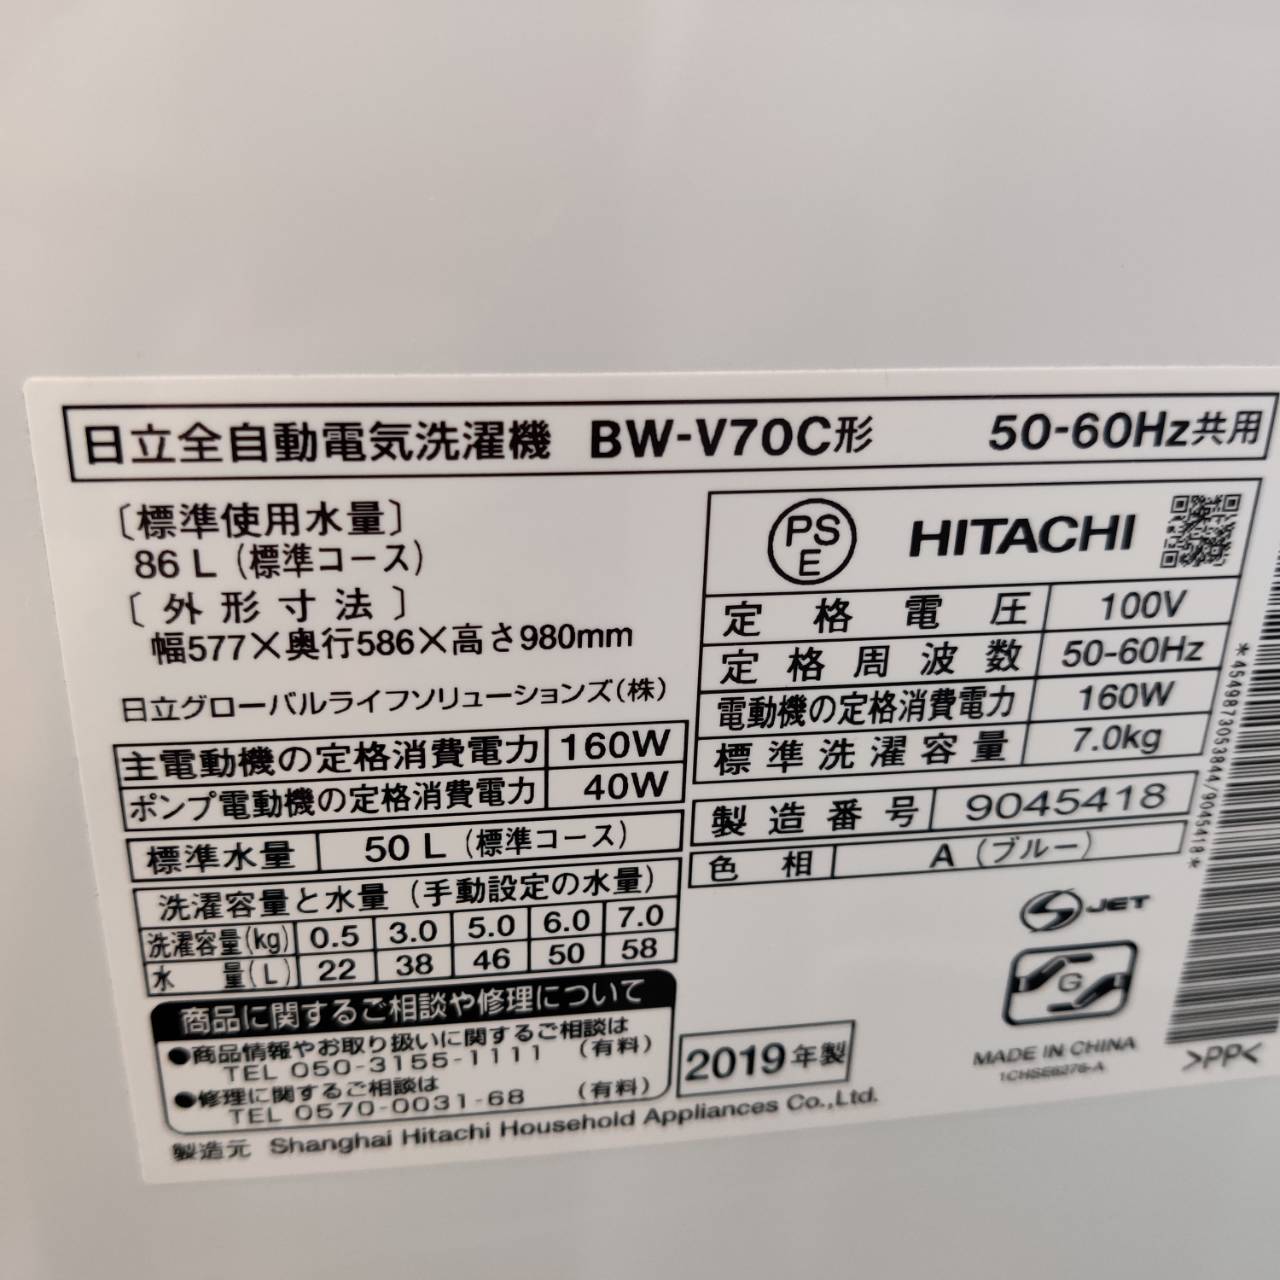 日立全自動電気洗濯機 BW-V70C形 50-60Hz共用
〔標準使用水量〕
86 L (標準コース)
〔外形寸法〕
幅577×奥行586×高さ980mm
日立グローバルライフソリューションズ(株)
主電動機の定格消費電力 160W
ポンプ電動機の定格消費電力 40W
標準水量 50 L (標準コース)
洗濯容量と水量 (手動設定の水量)
洗濯容量(kg) 0.5 3.0 5.0 6.0 7.0
水量(L) 22 38 46 50 58
商品に関するご相談や修理について
●商品情報やお取り扱いに関するご相談は
TEL 050-3155-1111 (有料)
●修理に関するご相談は
TEL 0570-0031-68 (有料)
製造元 Shanghai Hitachi Household Appliances Co.,Ltd.
PS E HITACHI
定格電圧 100V
定格周波数 50-60Hz
電動機の定格消費電力 160W
標準洗濯容量 7.0kg
製造番号 9045418
色相 A (ブルー)
S JET
G
2019年製
MADE IN CHINA
1CHSE6276-A
>PP<
*4549873053844/9045418*